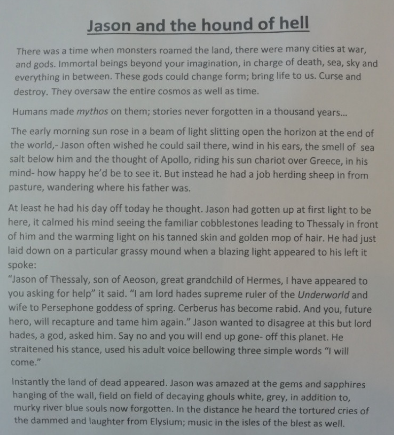 Jason and the hound of hell
There was a time when monsters roamed the land, there were many cities at war,
and gods. Immortal beings beyond your imagination, in charge of death, sea, sky and
everything in between. These gods could change form; bring life to us. Curse and
destroy. They oversaw the entire cosmos as well as time.
Humans made mythos on them; stories never forgotten in a thousand years...
The early morning sun rose in a beam of light slitting open the horizon at the end of
the world,- Jason often wished he could sail there, wind in his ears, the smell of sea
salt below him and the thought of Apollo, riding his sun chariot over Greece, in his
mind- how happy he'd be to see it. But instead he had a job herding sheep in from
pasture, wandering where his father was.
At least he had his day off today he thought. Jason had gotten up at first light to be
here, it calmed his mind seeing the familiar cobblestones leading to Thessaly in front
of him and the warming light on his tanned skin and golden mop of hair. He had just
laid down on a particular grassy mound when a blazing light appeared to his left it
spoke:
"Jason of Thessaly, son of Aeoson, great grandchild of Hermes, I have appeared to
you asking for help" it said. "I am lord hades supreme ruler of the Underworld and
wife to Persephone goddess of spring. Cerberus has become rabid. And you, future
hero, will recapture and tame him again." Jason wanted to disagree at this but lord
hades, a god, asked him. Say no and you will end up gone- off this planet. He
straitened his stance, used his adult voice bellowing three simple words "I will
come."
Instantly the land of dead appeared. Jason was amazed at the gems and sapphires
hanging of the wall, field on field of decaying ghouls white, grey, in addition to,
murky river blue souls now forgotten. In the distance he heard the tortured cries of
the dammed and laughter from Elysium; music in the isles of the blest as well.